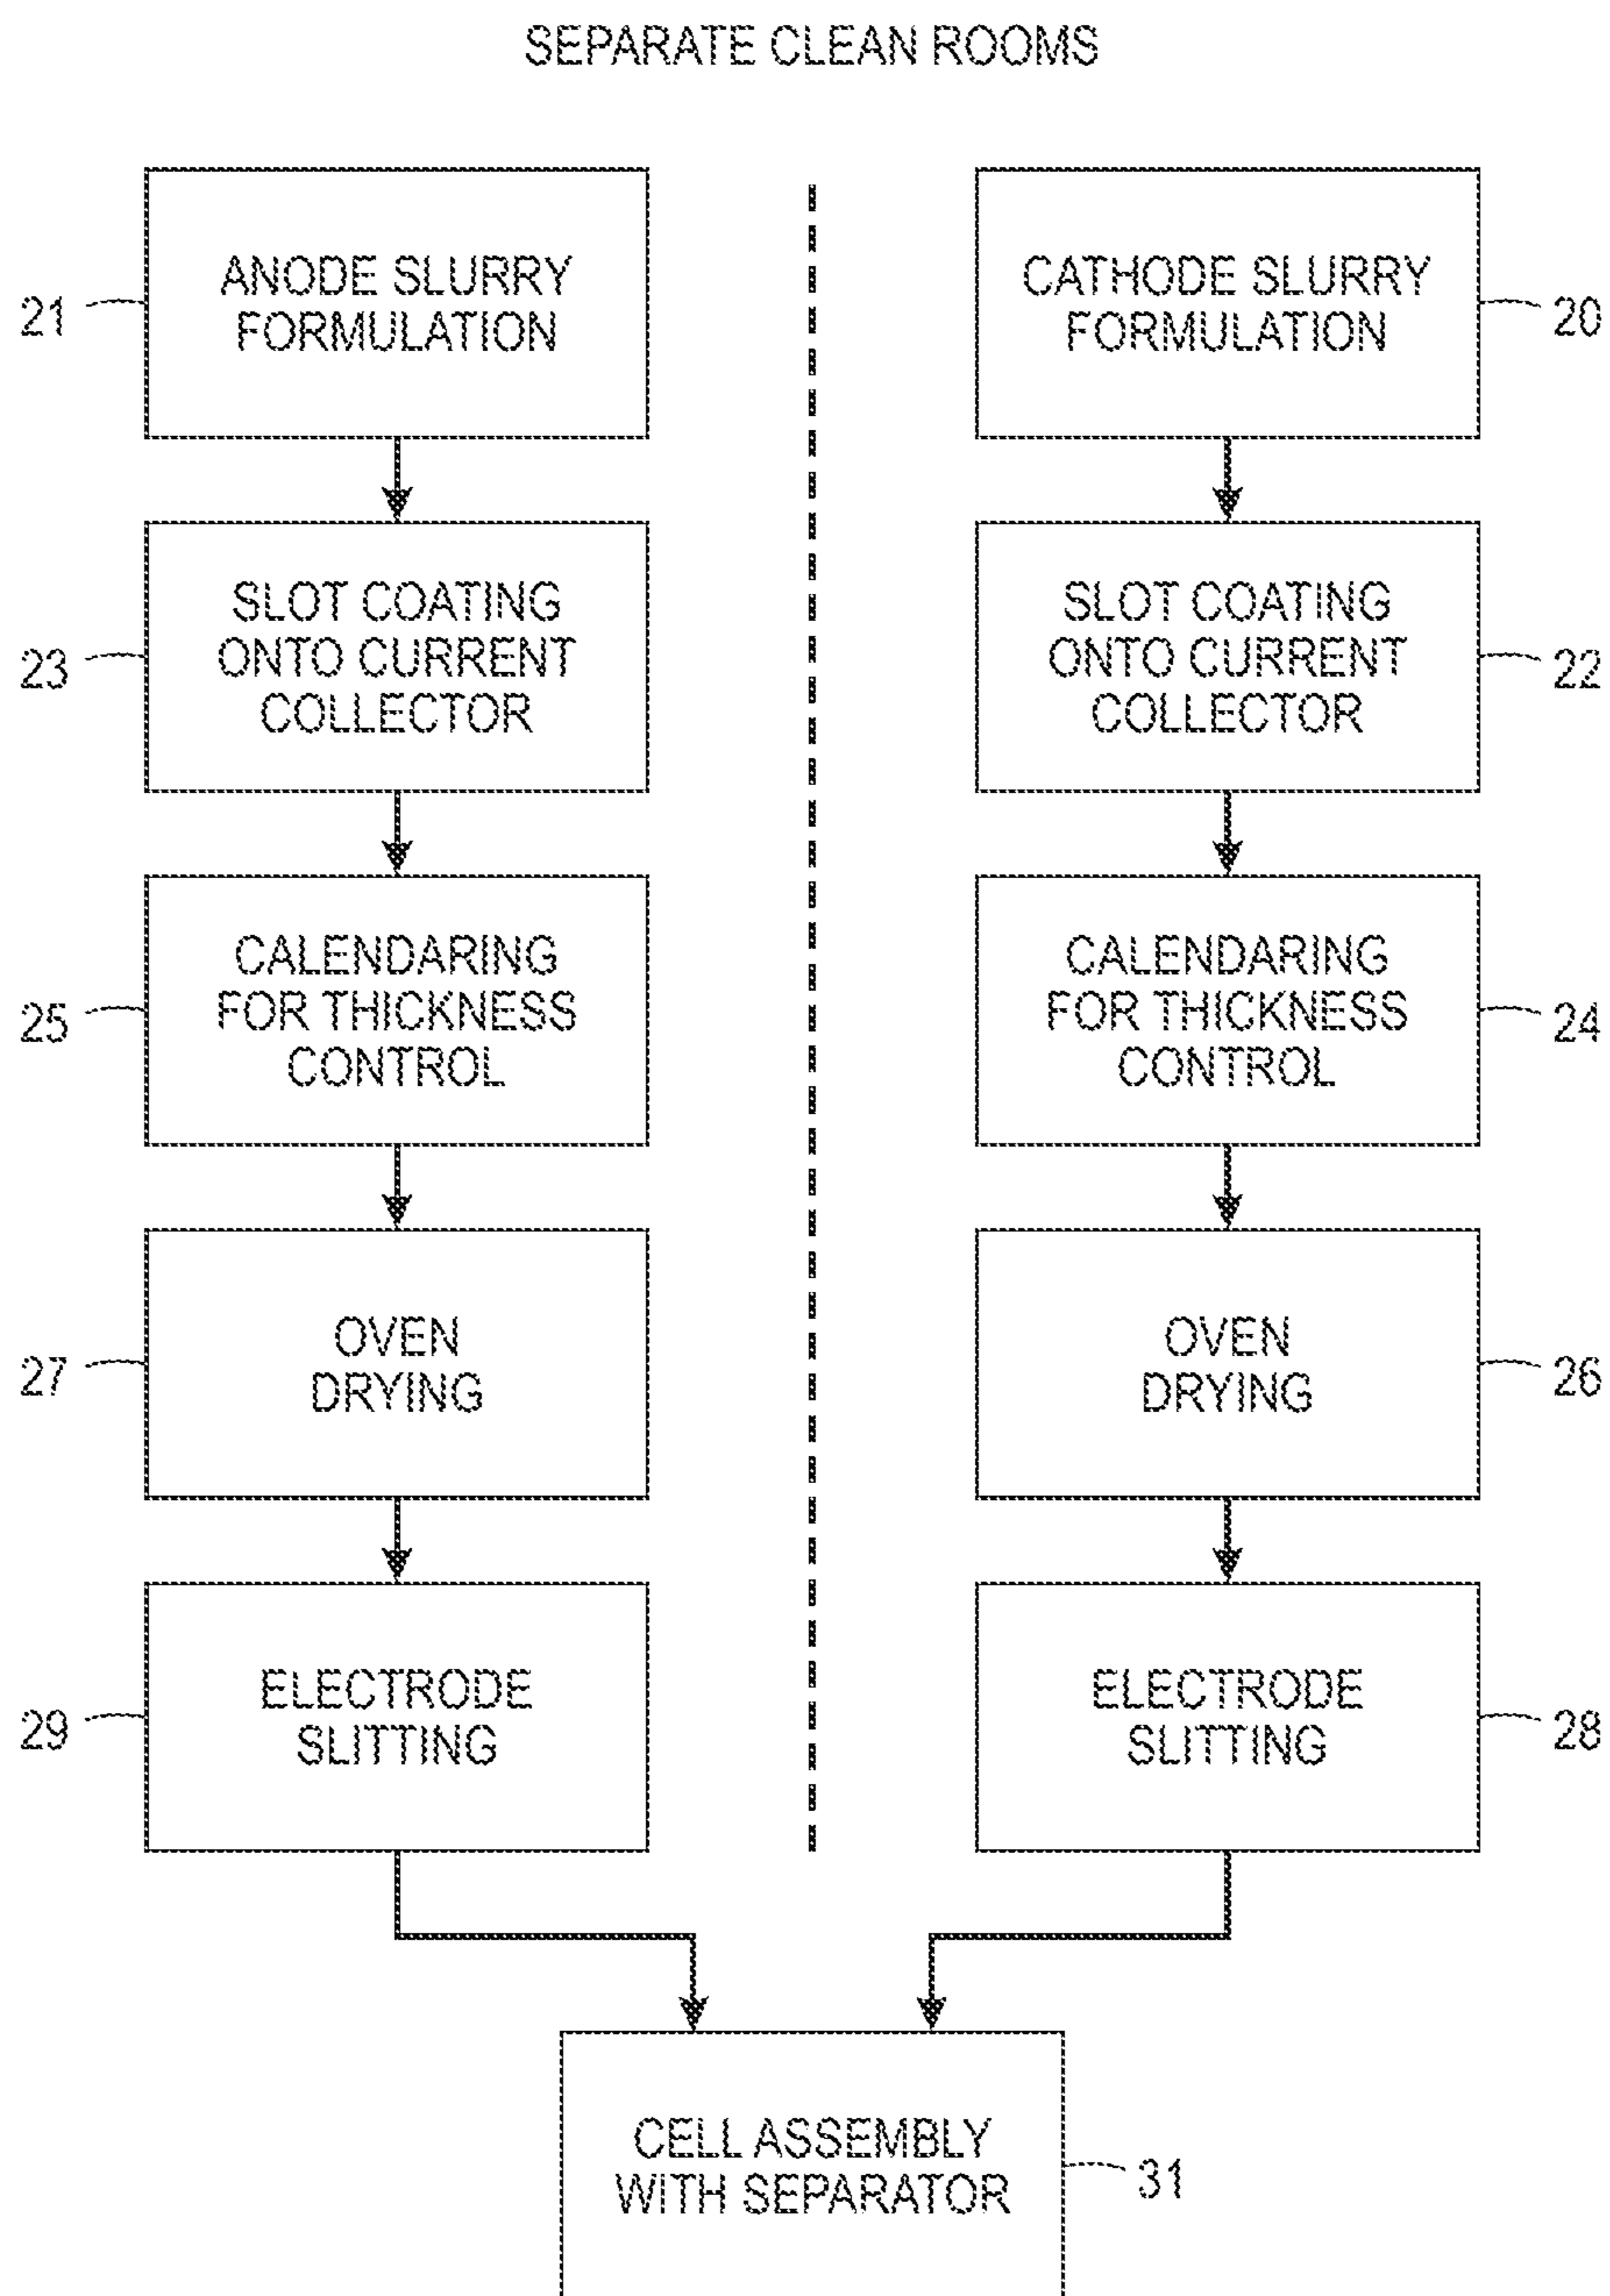 SEPARATE CLEAN ROOMS
21
ANODE SLURRY
FORMULATION
CATHODE SLURRY
FORMULATION
20
23
SLOT COATING
ONTO CURRENT
COLLECTOR
SLOT COATING
ONTO CURRENT
COLLECTOR
22
25
CALENDARING
FOR THICKNESS
CONTROL
CALENDARING
FOR THICKNESS
CONTROL
24
27
OVEN
DRYING
OVEN
DRYING
26
29
ELECTRODE
SLITTING
ELECTRODE
SLITTING
28
CELL ASSEMBLY
WITH SEPARATOR
31